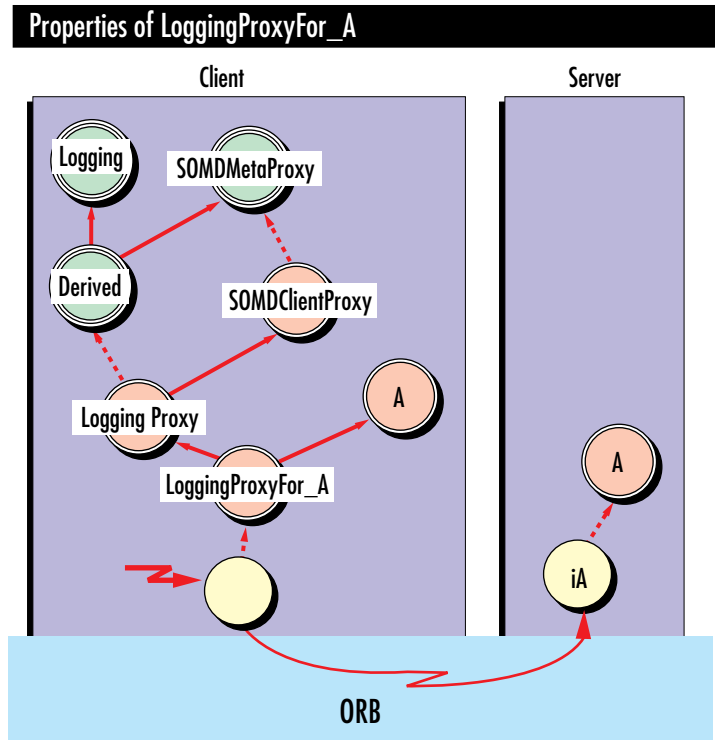 Properties of LoggingProxyFor_A
Client
Server
Logging
SOMDMetaProxy
Derived
SOMDClientProxy
A
Logging Proxy
LoggingProxyFor_A
A
iA
ORB